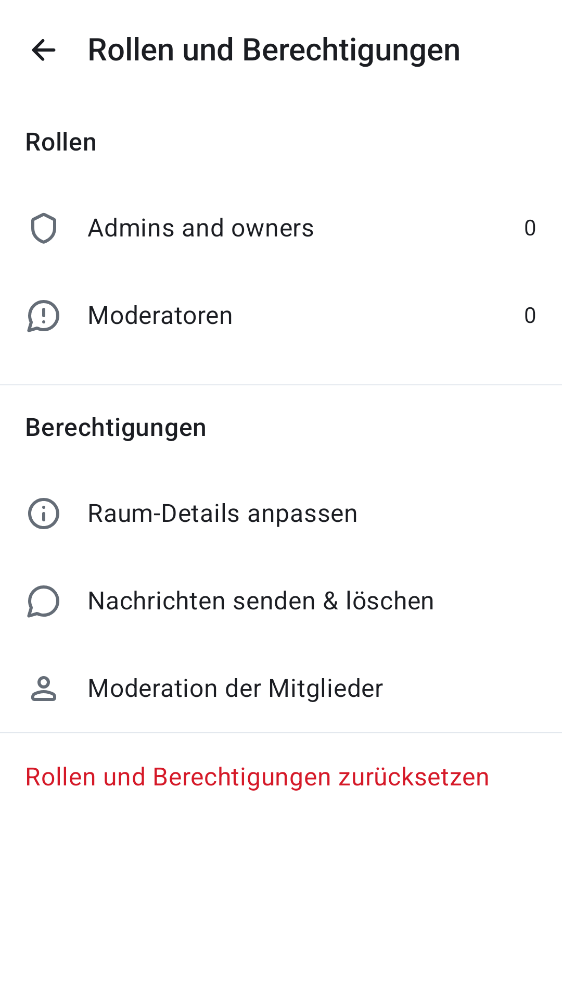 Rollen und Berechtigungen
Rollen
Admins and owners 0
Moderatoren 0
Berechtigungen
Raum-Details anpassen
Nachrichten senden & löschen
Moderation der Mitglieder
Rollen und Berechtigungen zurücksetzen